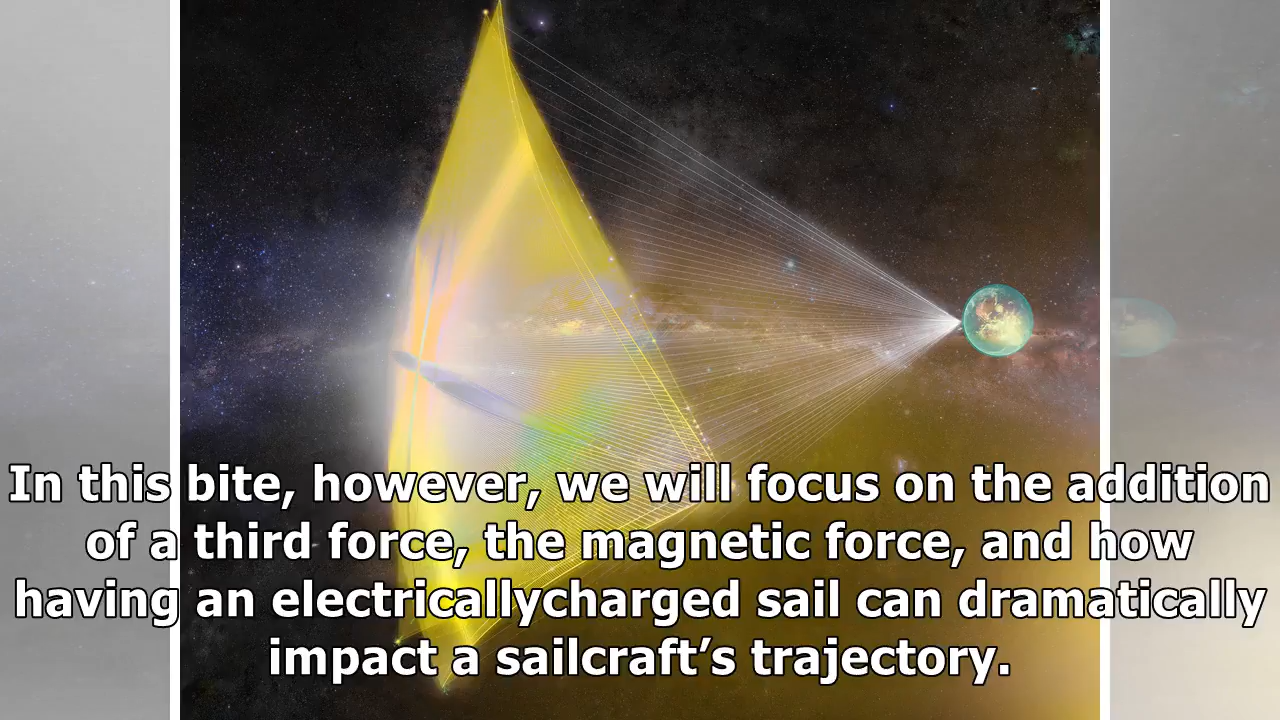 In this bite, however, we will focus on the addition
of a third force, the magnetic force, and how
having an electricallycharged sail can dramatically
impact a sailcraft’s trajectory.